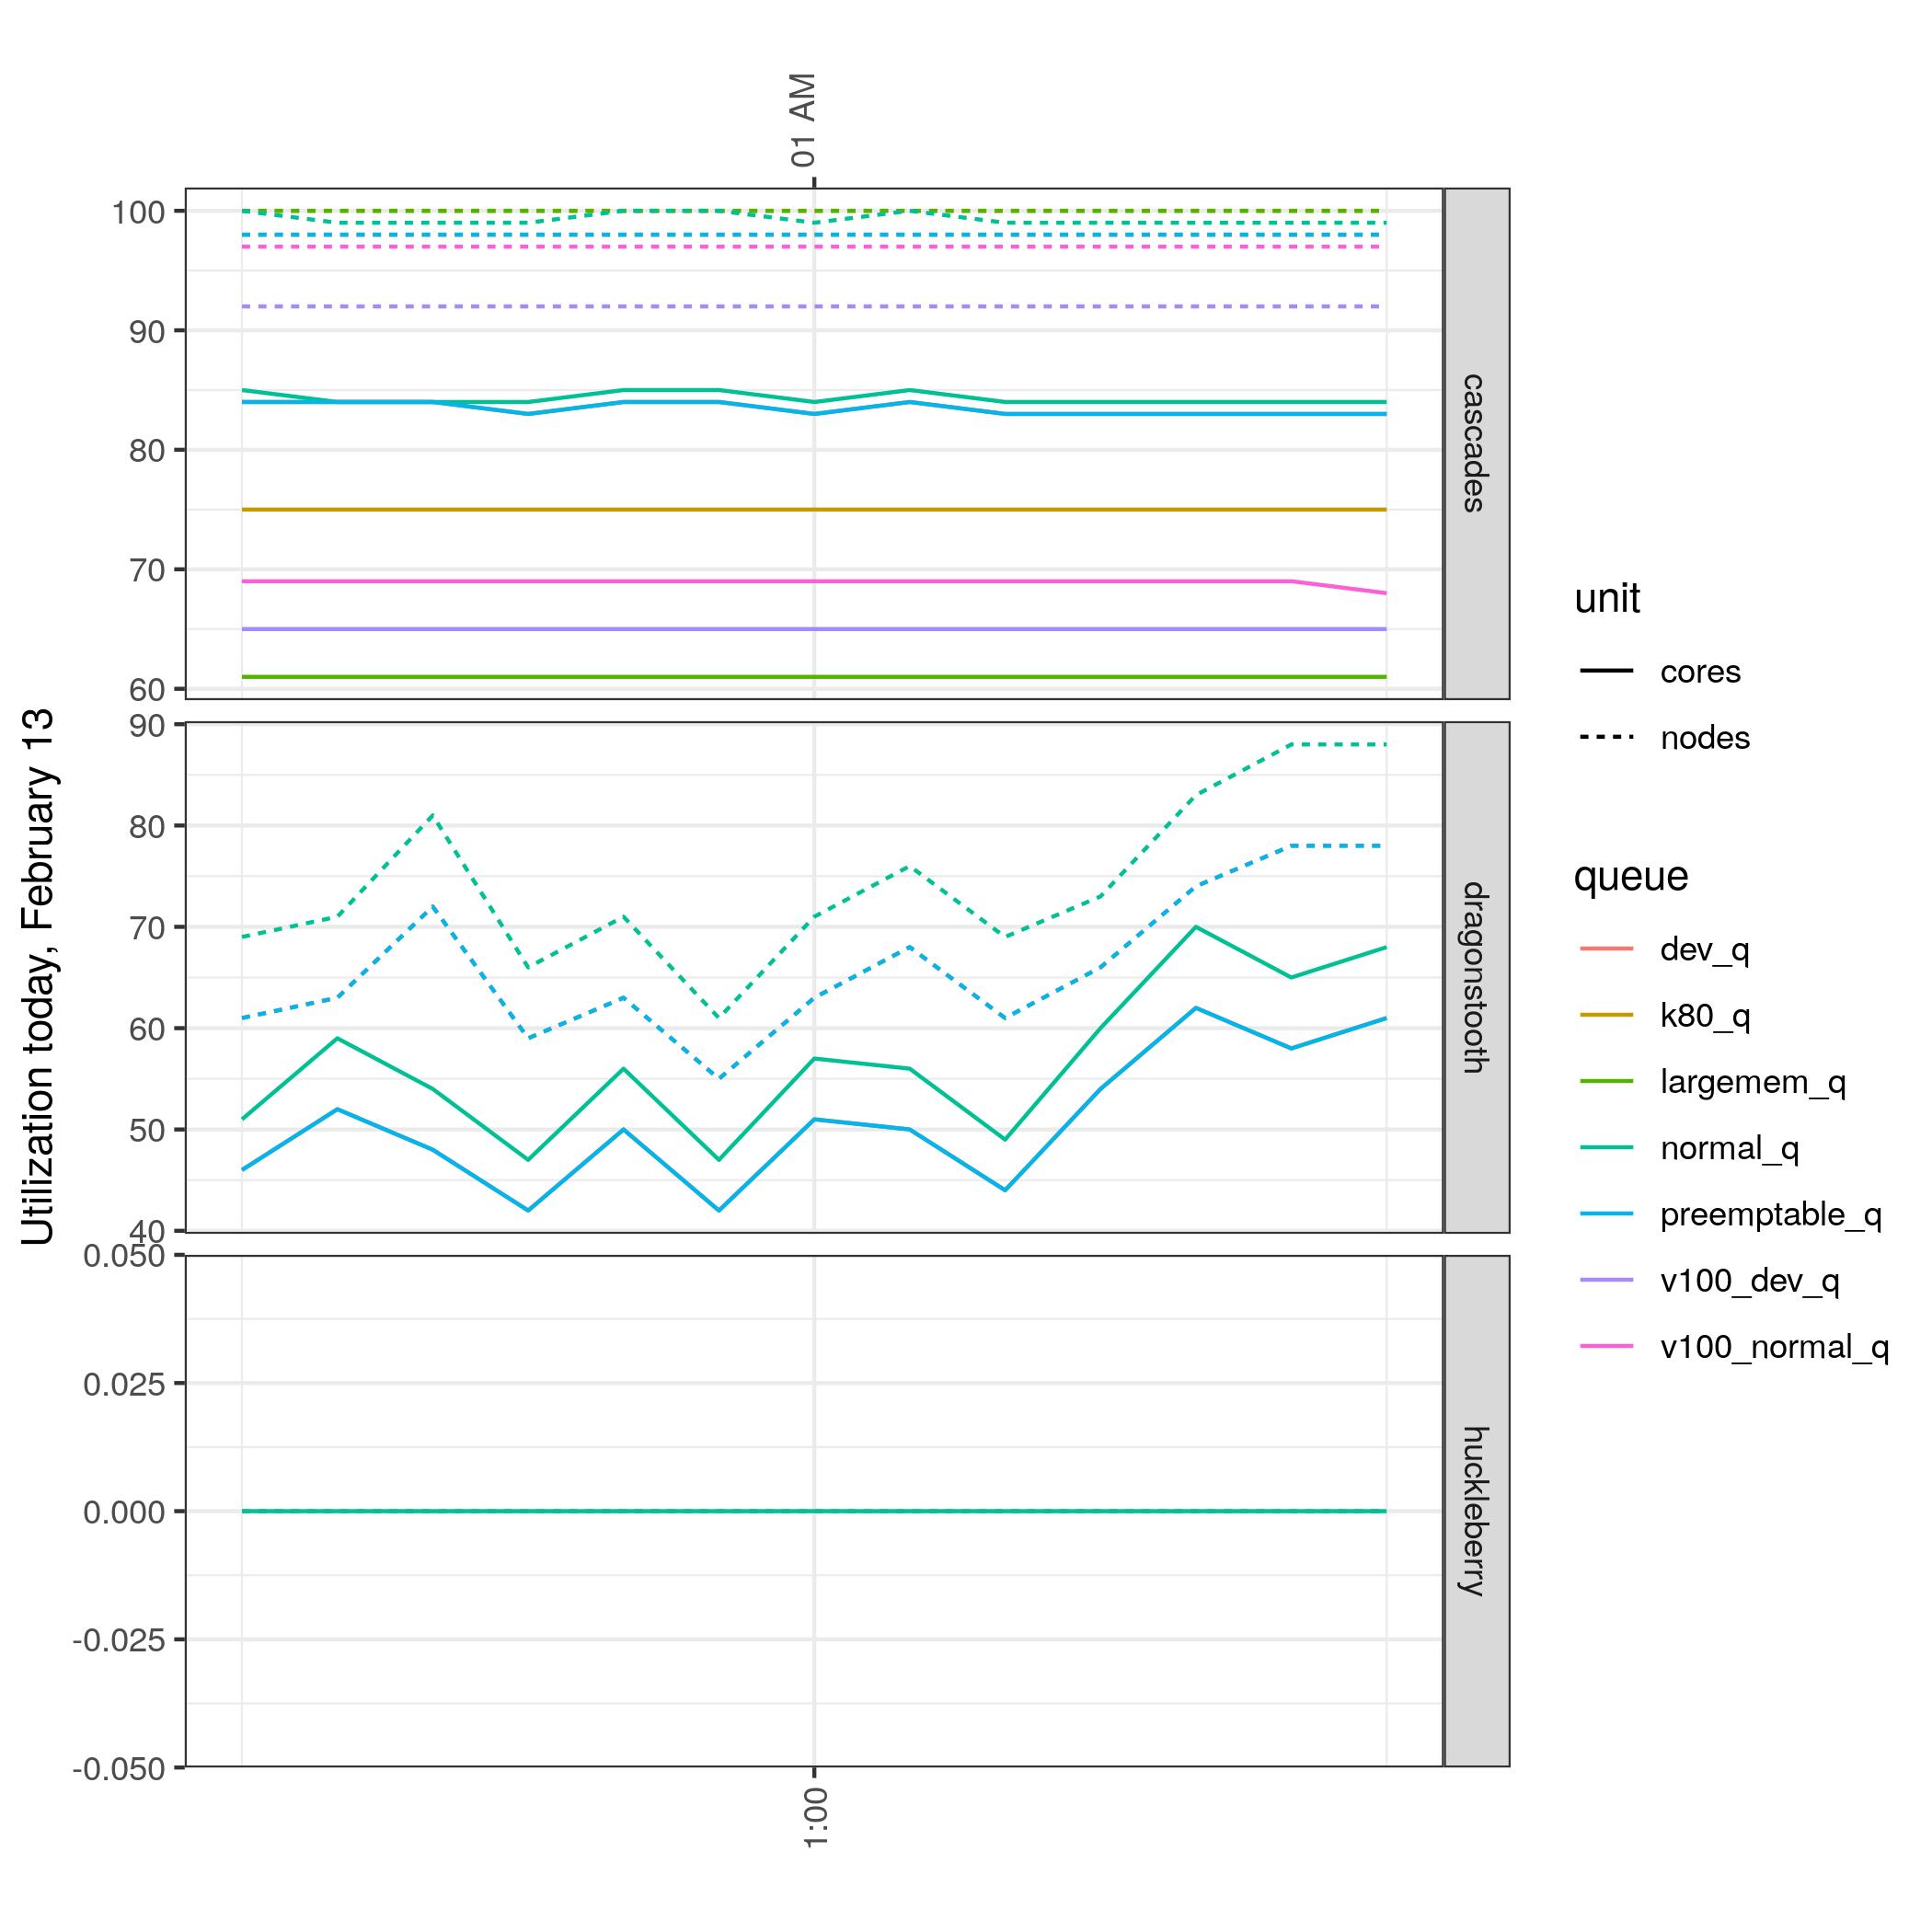 01 AM
Utilization today, February 13
100
90
80
70
60
cascades
90
80
70
60
50
40
dragonstooth
0.050
0.025
0.000
-0.025
-0.050
huckleberry
1:00
unit
cores
nodes
queue
dev_q
k80_q
largemem_q
normal_q
preemptable_q
v100_dev_q
v100_normal_q